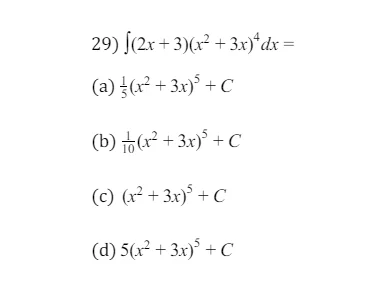 29) ∫(2x + 3)(x² + 3x)⁴dx =
(a) 1/5(x² + 3x)⁵ + C
(b) 1/10(x² + 3x)⁵ + C
(c) (x² + 3x)⁵ + C
(d) 5(x² + 3x)⁵ + C